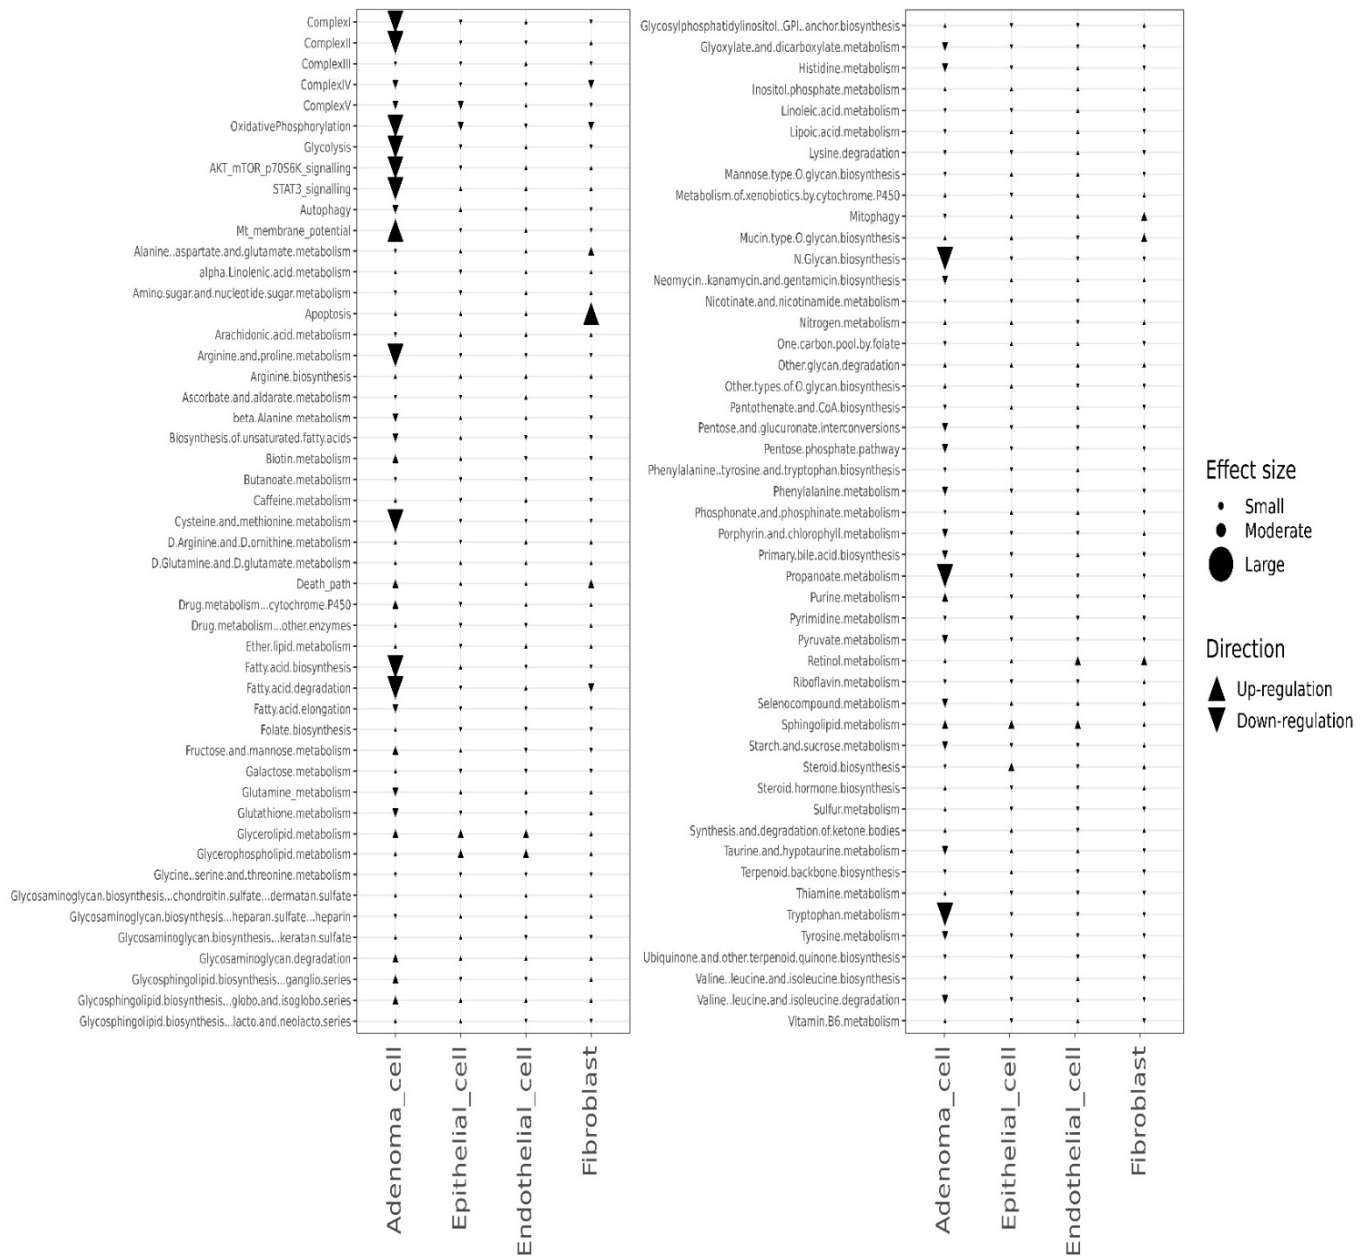 ComplexI
ComplexII
ComplexIII
ComplexIV
ComplexV
OxidativePhosphorylation
Glycolysis
AKT_mTOR_p70S6K_signalling
STAT3_signalling
Autophagy
Mt_membrane_potential
Alanine..aspartate.and.glutamate.metabolism
alpha.Linolenic.acid.metabolism
Amino.sugar.and.nucleotide.sugar.metabolism
Apoptosis
Arachidonic.acid.metabolism
Arginine.and.proline.metabolism
Arginine.biosynthesis
Ascorbate.and.aldarate.metabolism
beta.Alanine.metabolism
Biosynthesis.of.unsaturated.fatty.acids
Biotin.metabolism
Butanoate.metabolism
Caffeine.metabolism
Cysteine.and.methionine.metabolism
D.Arginine.and.D.ornithine.metabolism
D.Glutamine.and.D.glutamate.metabolism
Death_path
Drug.metabolism...cytochrome.P450
Drug.metabolism...other.enzymes
Ether.lipid.metabolism
Fatty.acid.biosynthesis
Fatty.acid.degradation
Fatty.acid.elongation
Folate.biosynthesis
Fructose.and.mannose.metabolism
Galactose.metabolism
Glutamine_metabolism
Glutathione.metabolism
Glycerolipid.metabolism
Glycerophospholipid.metabolism
Glycine..serine.and.threonine.metabolism
Glycosaminoglycan.biosynthesis...chondroitin.sulfate...dermatan.sulfate
Glycosaminoglycan.biosynthesis...heparan.sulfate...heparin
Glycosaminoglycan.biosynthesis...keratan.sulfate
Glycosaminoglycan.degradation
Glycosphingolipid.biosynthesis...ganglio.series
Glycosphingolipid.biosynthesis...globo.and.isoglobo.series
Glycosphingolipid.biosynthesis...lacto.and.neolacto.series
Adenoma_cell
Epithelial_cell
Endothelial_cell
Fibroblast
Glycosylphosphatidylinositol..GPI..anchor.biosynthesis
Glyoxylate.and.dicarboxylate.metabolism
Histidine.metabolism
Inositol.phosphate.metabolism
Linoleic.acid.metabolism
Lipoic.acid.metabolism
Lysine.degradation
Mannose.type.O.glycan.biosynthesis
Metabolism.of.xenobiotics.by.cytochrome.P450
Mitophagy
Mucin.type.O.glycan.biosynthesis
N.Glycan.biosynthesis
Neomycin..kanamycin.and.gentamicin.biosynthesis
Nicotinate.and.nicotinamide.metabolism
Nitrogen.metabolism
One.carbon.pool.by.folate
Other.glycan.degradation
Other.types.of.O.glycan.biosynthesis
Pantothenate.and.CoA.biosynthesis
Pentose.and.glucuronate.interconversions
Pentose.phosphate.pathway
Phenylalanine..tyrosine.and.tryptophan.biosynthesis
Phenylalanine.metabolism
Phosphonate.and.phosphinate.metabolism
Porphyrin.and.chlorophyll.metabolism
Primary.bile.acid.biosynthesis
Propanoate.metabolism
Purine.metabolism
Pyrimidine.metabolism
Pyruvate.metabolism
Retinol.metabolism
Riboflavin.metabolism
Selenocompound.metabolism
Sphingolipid.metabolism
Starch.and.sucrose.metabolism
Steroid.biosynthesis
Steroid.hormone.biosynthesis
Sulfur.metabolism
Synthesis.and.degradation.of.ketone.bodies
Taurine.and.hypotaurine.metabolism
Terpenoid.backbone.biosynthesis
Thiamine.metabolism
Tryptophan.metabolism
Tyrosine.metabolism
Ubiquinone.and.other.terpenoid.quinone.biosynthesis
Valine..leucine.and.isoleucine.biosynthesis
Valine..leucine.and.isoleucine.degradation
Vitamin.B6.metabolism
Adenoma_cell
Epithelial_cell
Endothelial_cell
Fibroblast
Effect size
Small
Moderate
Large
Direction
Up-regulation
Down-regulation